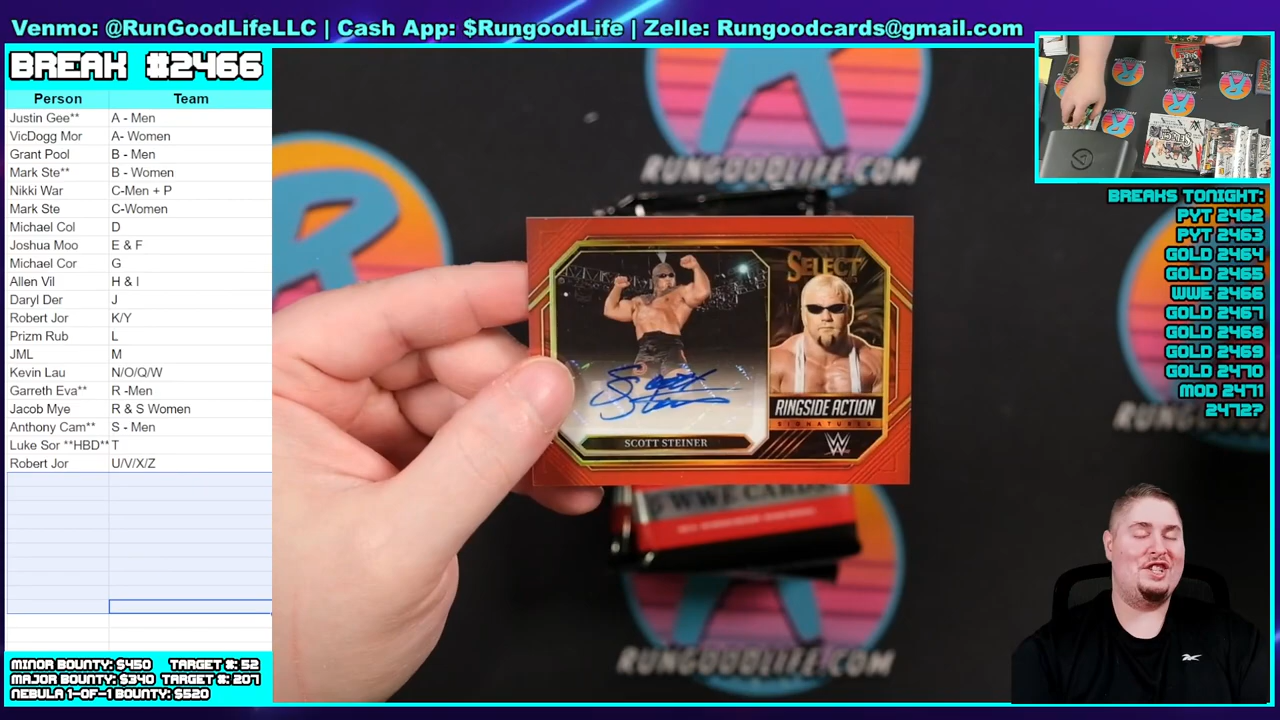 Venmo: @RunGoodLifeLLC | Cash App: $RungoodLife | Zelle: Rungoodcards@gmail.com
BREAK #2466
Person Team
Justin Gee** A - Men
VicDogg Mor A- Women
Grant Pool B - Men
Mark Ste** B - Women
Nikki War C-Men + P
Mark Ste C-Women
Michael Col D
Joshua Moo E & F
Michael Cor G
Allen Vil H & I
Daryl Der J
Robert Jor K/Y
Prizm Rub L
JML M
Kevin Lau N/O/Q/W
Garreth Eva** R -Men
Jacob Mye R & S Women
Anthony Cam** S - Men
Luke Sor **HBD** T
Robert Jor U/V/X/Z
MINOR BOUNTY: $450 TARGET #: 52
MAJOR BOUNTY: $340 TARGET #: 207
NEBULA 1-OF-1 BOUNTY: $520
RUNGOODLIFE.COM
SELECT
Scott Steiner
SCOTT STEINER
RINGSIDE ACTION
SIGNATURES
WWE CARDS
RUNGOODLIFE.COM
BREAKS TONIGHT:
PYT 2462
PYT 2463
GOLD 2464
GOLD 2465
WWE 2466
GOLD 2467
GOLD 2468
GOLD 2469
GOLD 2470
MOD 2471
2472?